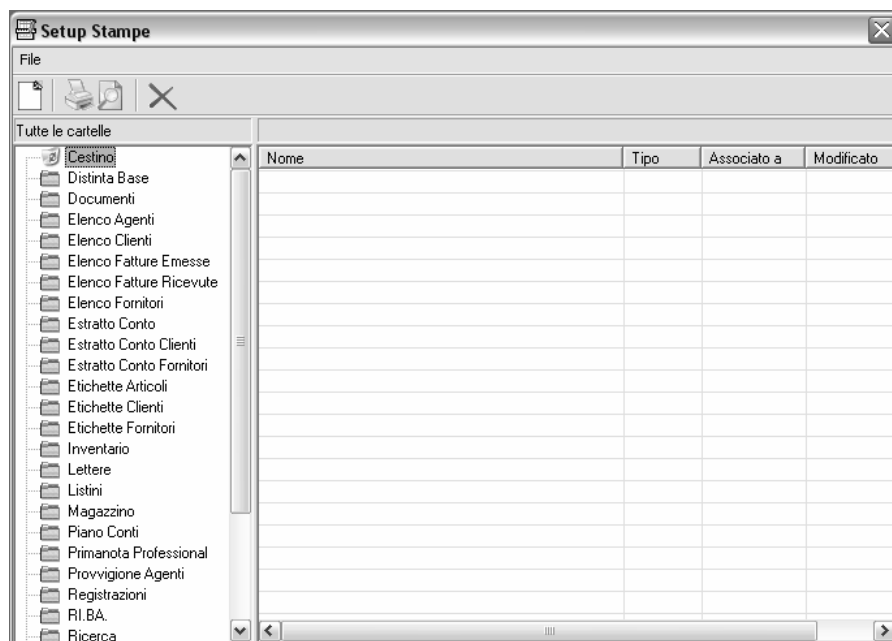 Setup Stampe
File
Tutte le cartelle
Cestino
Distinta Base
Documenti
Elenco Agenti
Elenco Clienti
Elenco Fatture Emesse
Elenco Fatture Ricevute
Elenco Fornitori
Estratto Conto
Estratto Conto Clienti
Estratto Conto Fornitori
Etichette Articoli
Etichette Clienti
Etichette Fornitori
Inventario
Lettere
Listini
Magazzino
Piano Conti
Primanota Professional
Provvigione Agenti
Registrazioni
RI.BA.
Ricerca
Nome Tipo Associato a Modificato